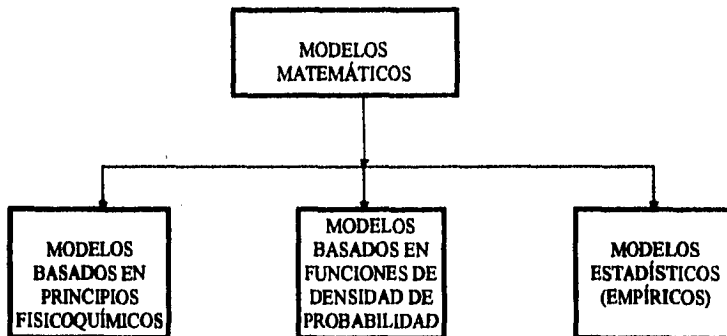 MODELOS
MATEMÁTICOS
MODELOS
BASADOS EN
PRINCIPIOS
FISICOQUÍMICOS
MODELOS
BASADOS EN
FUNCIONES DE
DENSIDAD DE
PROBABILIDAD
MODELOS
ESTADÍSTICOS
(EMPÍRICOS)